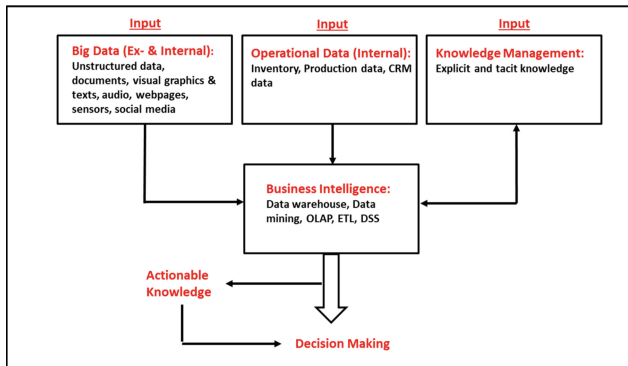 Input
Input
Input
Big Data (Ex- & Internal):
Unstructured data,
documents, visual graphics &
texts, audio, webpages,
sensors, social media
Operational Data (Internal):
Inventory, Production data, CRM
data
Knowledge Management:
Explicit and tacit knowledge
Business Intelligence:
Data warehouse, Data
mining, OLAP, ETL, DSS
Actionable
Knowledge
Decision Making